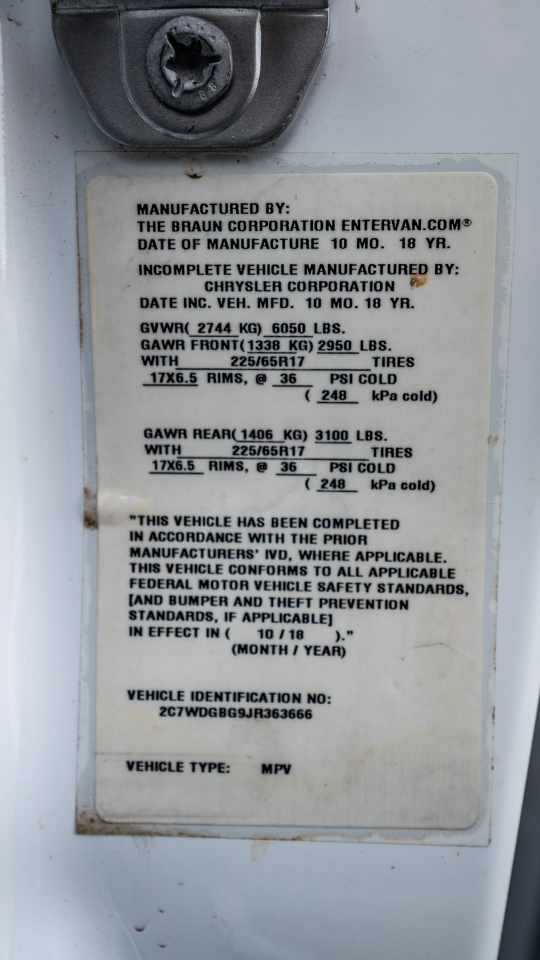 MANUFACTURED BY:
THE BRAUN CORPORATION ENTERVAN.COM®
DATE OF MANUFACTURE 10 MO. 18 YR.
INCOMPLETE VEHICLE MANUFACTURED BY:
CHRYSLER CORPORATION
DATE INC. VEH. MFD. 10 MO. 18 YR.
GVWR( 2744 KG) 6050 LBS.
GAWR FRONT(1338 KG) 2950 LBS.
WITH 225/65R17 TIRES
17X6.5 RIMS, @ 36 PSI COLD
( 248 kPa cold)
GAWR REAR(1406 KG) 3100 LBS.
WITH 225/65R17 TIRES
17X6.5 RIMS, @ 36 PSI COLD
( 248 kPa cold)
"THIS VEHICLE HAS BEEN COMPLETED
IN ACCORDANCE WITH THE PRIOR
MANUFACTURERS' IVD, WHERE APPLICABLE.
THIS VEHICLE CONFORMS TO ALL APPLICABLE
FEDERAL MOTOR VEHICLE SAFETY STANDARDS,
[AND BUMPER AND THEFT PREVENTION
STANDARDS, IF APPLICABLE]
IN EFFECT IN ( 10 / 18 )."
(MONTH / YEAR)
VEHICLE IDENTIFICATION NO:
2C7WDGBG9JR363666
VEHICLE TYPE: MPV